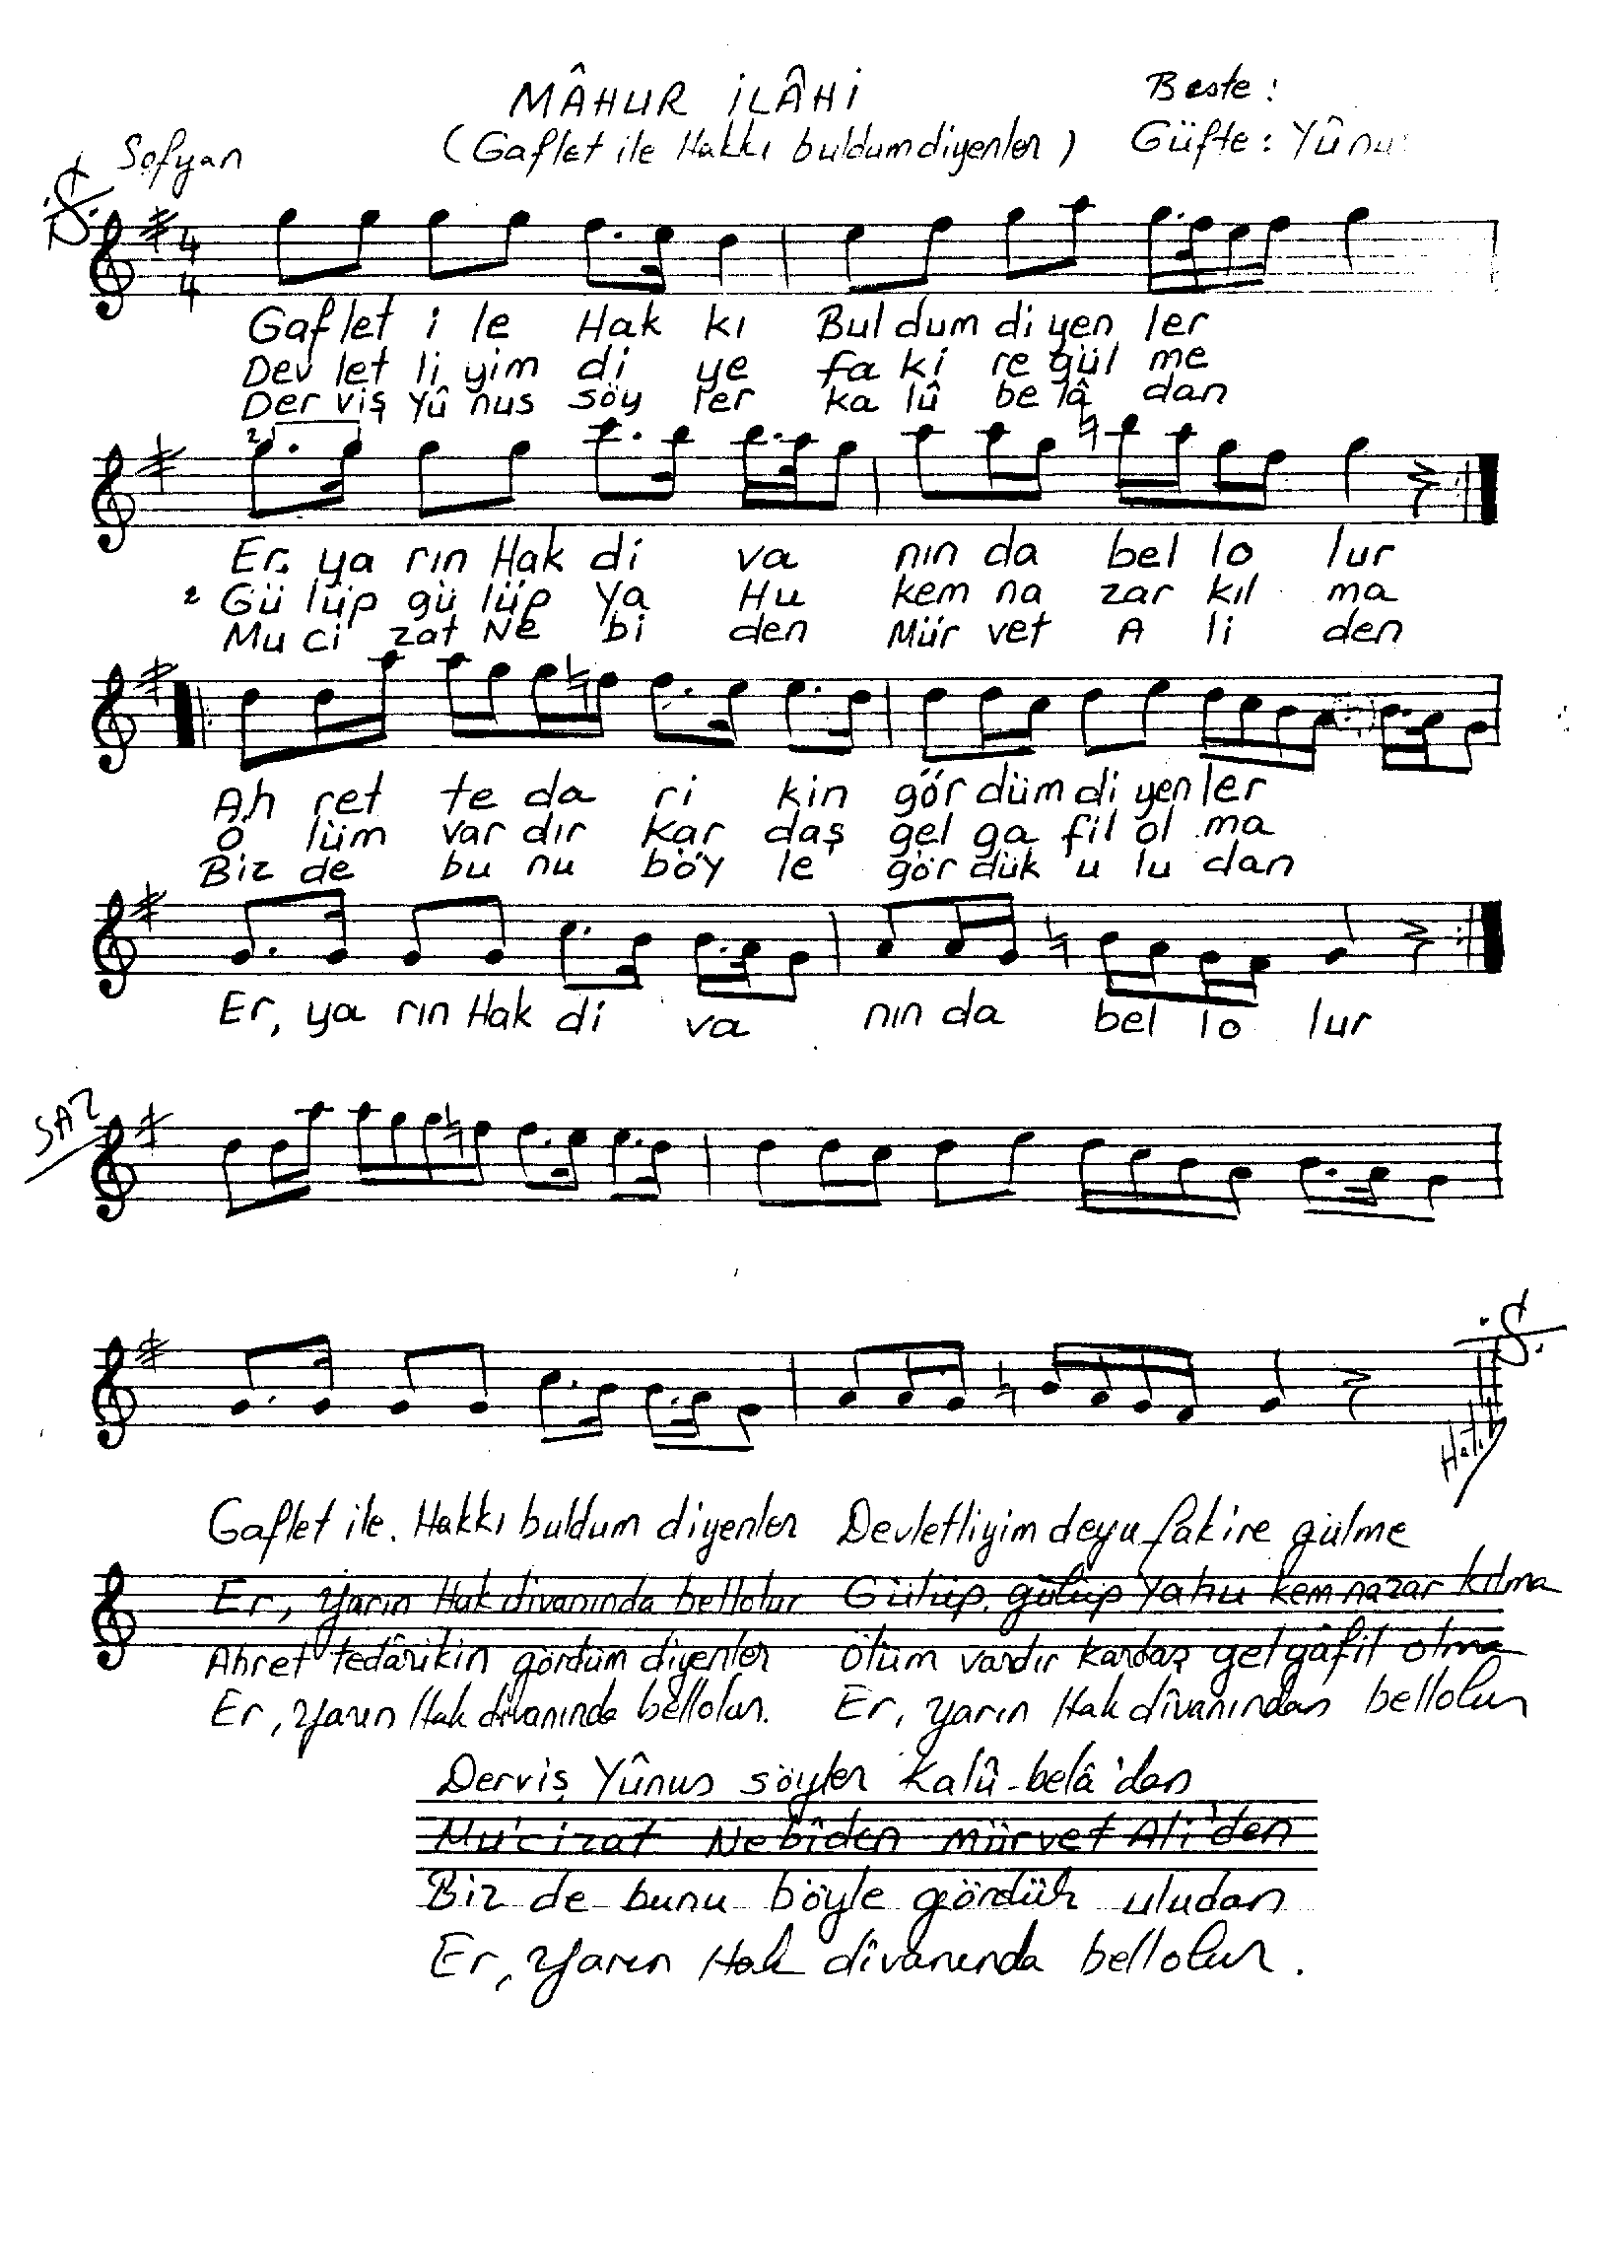 MÂHUR İLÂHİ
Beste :
Sofyan
(Gaflet ile Hakkı buldum diyenler)
Güfte : Yûnus
4
4
Gaf let i le Hak kı Bul dum di yen ler
Dev let li yim di ye fa ki re gül me
Der viş Yû nus söy ler ka lû be lâ dan
2
Er. ya rın Hak di va nın da bel lo lur
2 Gü lüp gü lüp Ya Hu kem na zar kıl ma
Mu ci zat Ne bi den Mür vet A li den
Ah ret te da ri kin gör düm di yen ler
Ö lüm var dır kar daş gel ga fil ol ma
Biz de bu nu böy le gör dük u lu dan
Er, ya rın Hak di va nın da bel lo lur
SAZ
Hatib
Gaflet ile. Hakkı buldum diyenler Devletliyim deyu fakire gülme
Er, yarın Hak divanında bellolur Gülüp, gülüp Yahu kem nazar kılma
Ahret tedârikin gördüm diyenler Ölüm vardır kardaş gel gâfil olma
Er, yarın Hak divanında bellolur. Er, yarın Hak dîvanından bellolur
Derviş Yûnus söyler Kalû-belâ'dan
Mu'cizat Nebîden mürvet Ali'den
Biz de bunu böyle gördük uludan
Er, yarın Hak dîvanında bellolur.